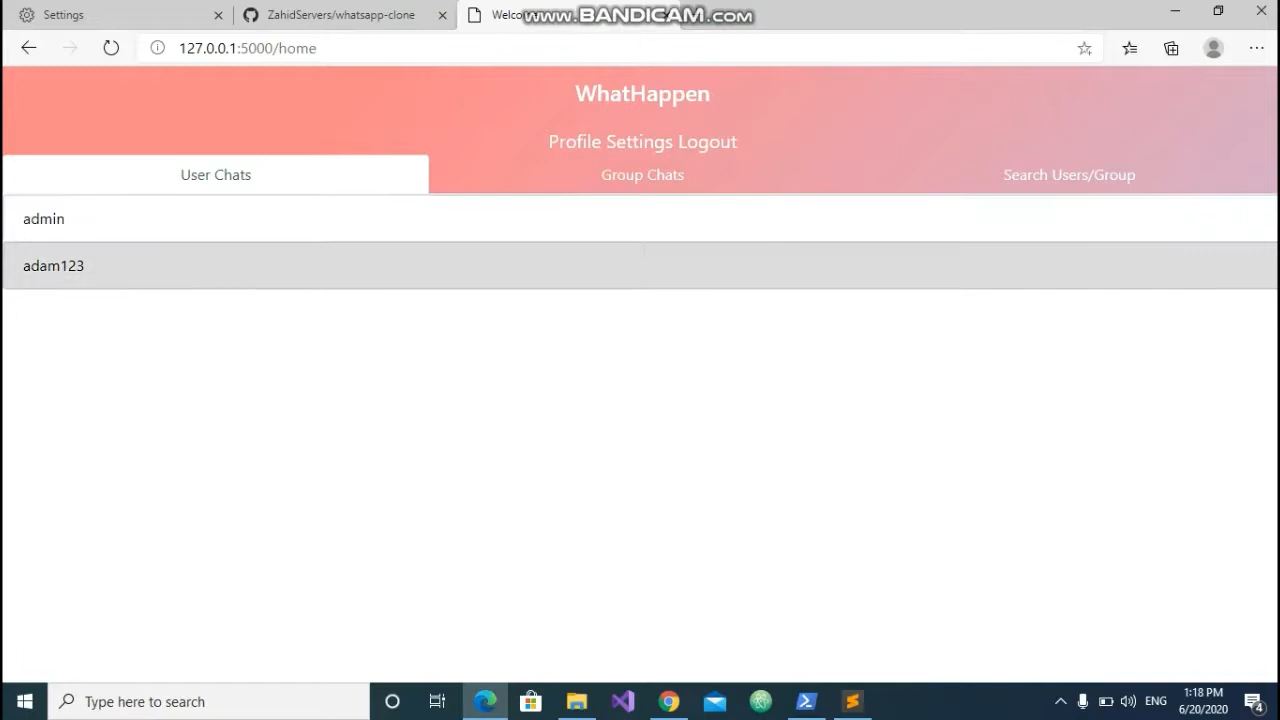 Settings
ZahidServers/whatsapp-clone
Welco
www.BANDICAM.com
127.0.0.1:5000/home
WhatHappen
Profile Settings Logout
User Chats
Group Chats
Search Users/Group
admin
adam123
Type here to search
ENG
1:18 PM
6/20/2020
4